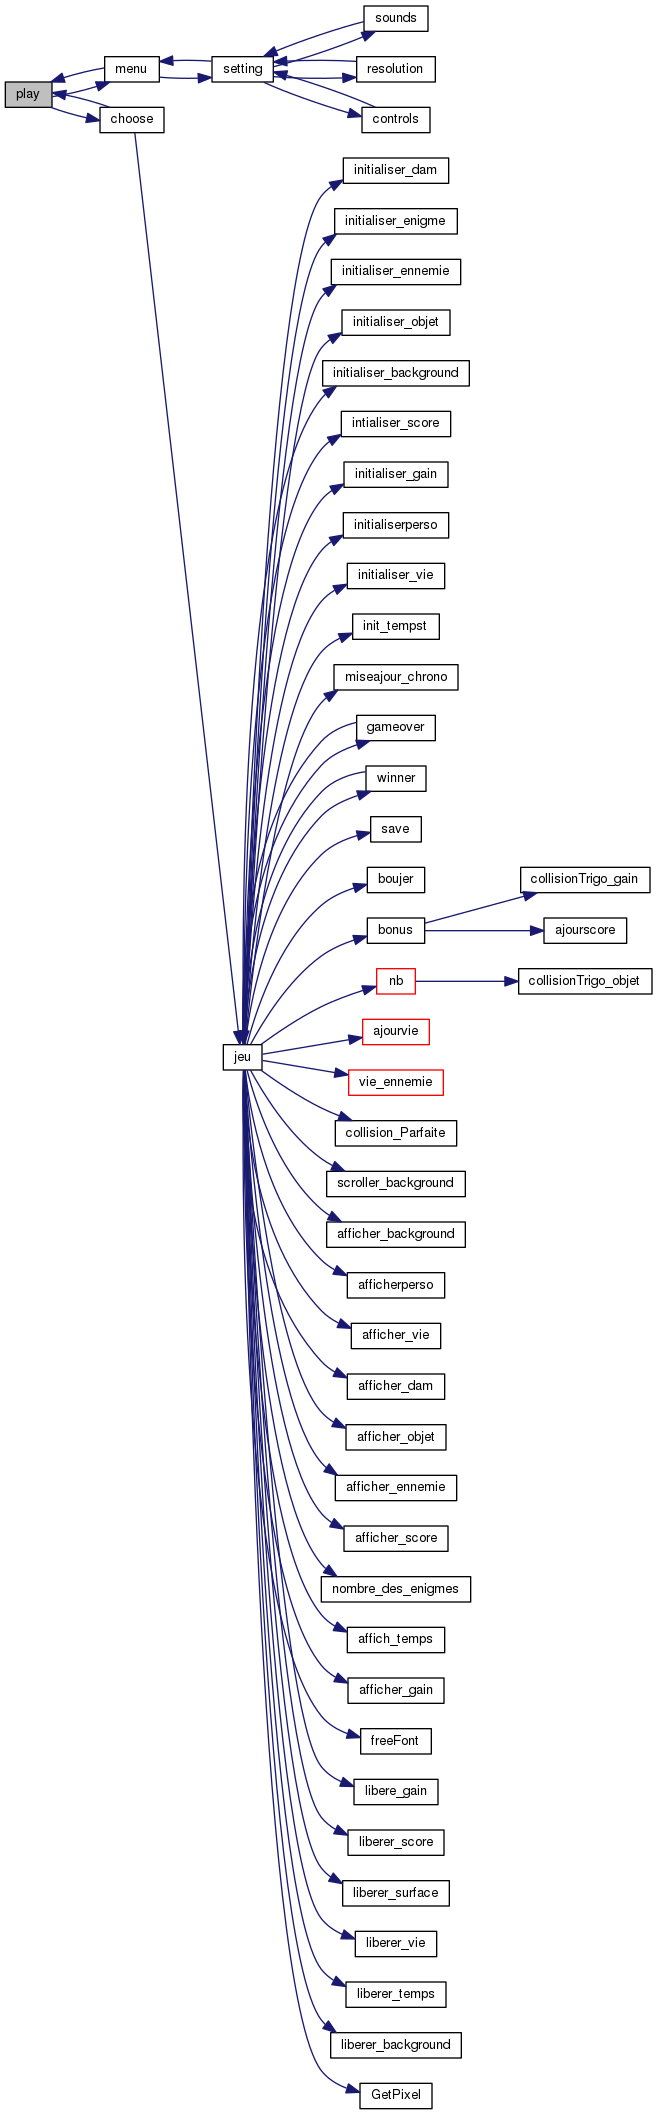 sounds
menu
setting
resolution
play
choose
controls
initialiser_dam
initialiser_enigme
initialiser_ennemie
initialiser_objet
initialiser_background
intialiser_score
initialiser_gain
initialiserperso
initialiser_vie
init_tempst
miseajour_chrono
gameover
winner
save
boujer
bonus
collisionTrigo_gain
ajourscore
nb
collisionTrigo_objet
jeu
ajourvie
vie_ennemie
collision_Parfaite
scroller_background
afficher_background
afficherperso
afficher_vie
afficher_dam
afficher_objet
afficher_ennemie
afficher_score
nombre_des_enigmes
affich_temps
afficher_gain
freeFont
libere_gain
liberer_score
liberer_surface
liberer_vie
liberer_temps
liberer_background
GetPixel